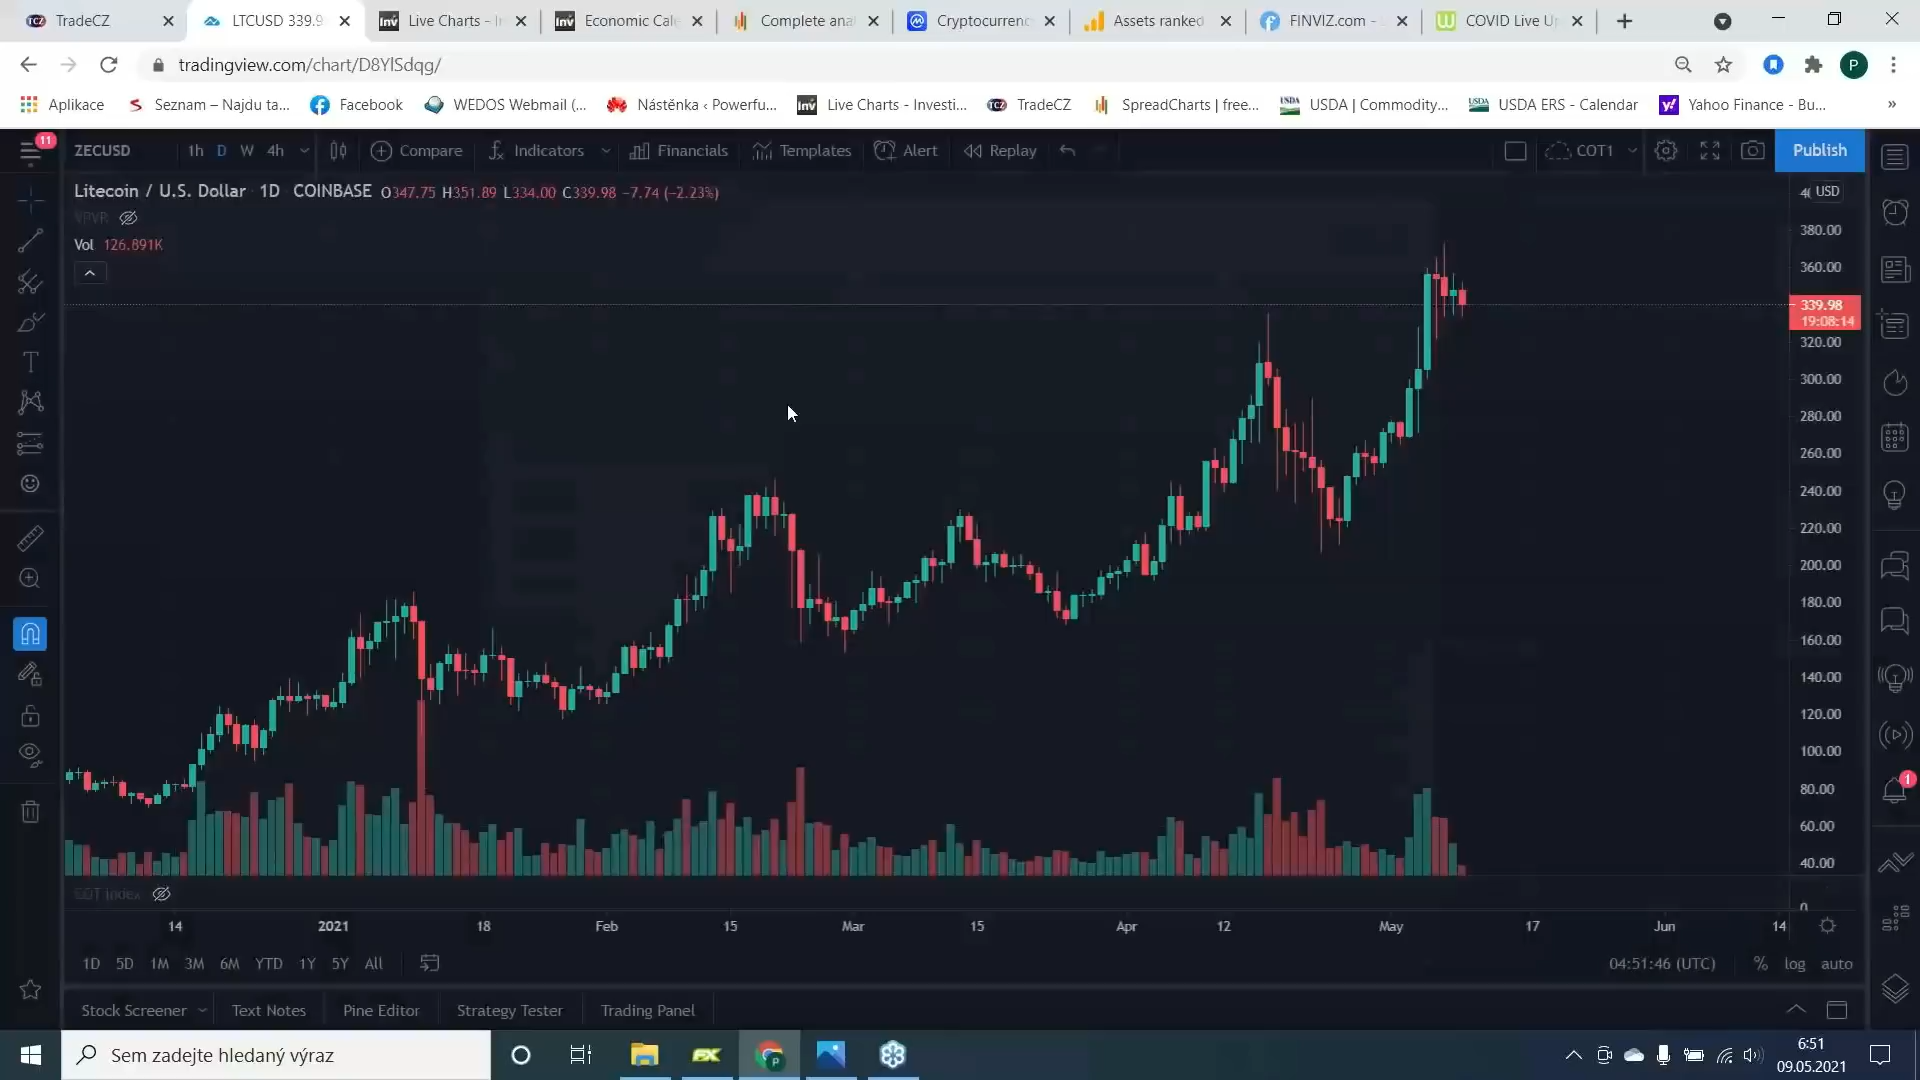 TradeCZ
LTCUSD 339.9
Live Charts - I
Economic Cal
Complete anal
Cryptocurrenc
Assets ranked
FINVIZ.com -
COVID Live Up
tradingview.com/chart/D8YlSdqg/
P
Aplikace
Seznam – Najdu ta...
Facebook
WEDOS Webmail (...
Nástěnka ‹ Powerfu...
Live Charts - Investi...
TradeCZ
SpreadCharts | free...
USDA | Commodity...
USDA ERS - Calendar
Yahoo Finance - Bu...
»
11
ZECUSD
1h D W 4h
Compare
Indicators
Financials
Templates
Alert
Replay
COT1
Publish
Litecoin / U.S. Dollar 1D COINBASE O347.75 H351.89 L334.00 C339.98 −7.74 (−2.23%)
VPVR
Vol 126.891K
USD
380.00
360.00
339.98
19:08:14
320.00
300.00
280.00
260.00
240.00
220.00
200.00
180.00
160.00
140.00
120.00
100.00
80.00
60.00
40.00
1
COT Index
0
14 2021 18 Feb 15 Mar 15 Apr 12 May 17 Jun 14
1D 5D 1M 3M 6M YTD 1Y 5Y All
04:51:46 (UTC) % log auto
Stock Screener
Text Notes
Pine Editor
Strategy Tester
Trading Panel
Sem zadejte hledaný výraz
FX
6:51
09.05.2021